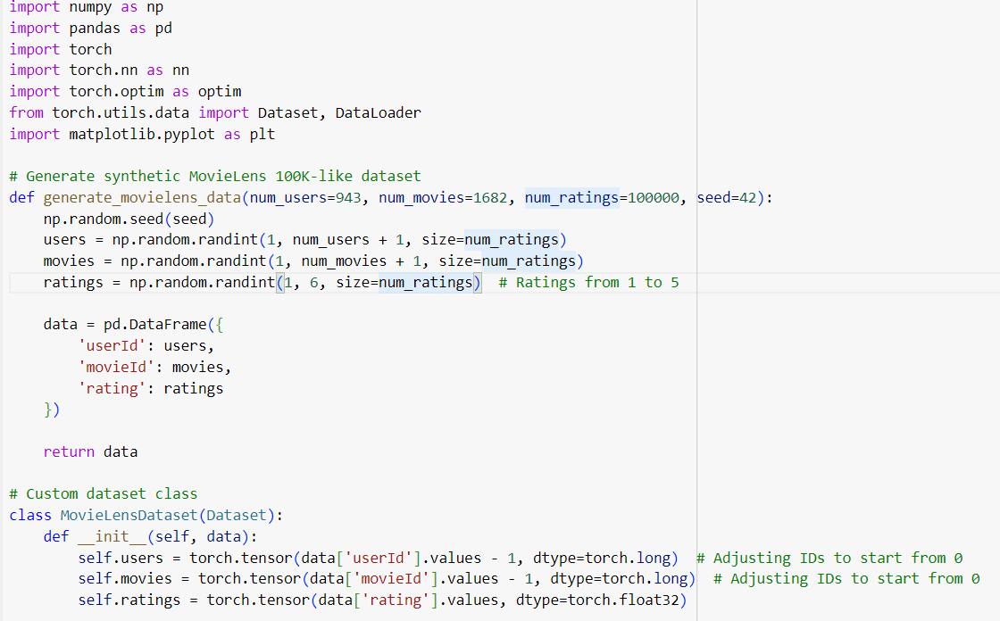 import numpy as np
import pandas as pd
import torch
import torch.nn as nn
import torch.optim as optim
from torch.utils.data import Dataset, DataLoader
import matplotlib.pyplot as plt

# Generate synthetic MovieLens 100K-like dataset
def generate_movielens_data(num_users=943, num_movies=1682, num_ratings=100000, seed=42):
    np.random.seed(seed)
    users = np.random.randint(1, num_users + 1, size=num_ratings)
    movies = np.random.randint(1, num_movies + 1, size=num_ratings)
    ratings = np.random.randint(1, 6, size=num_ratings)  # Ratings from 1 to 5

    data = pd.DataFrame({
        'userId': users,
        'movieId': movies,
        'rating': ratings
    })

    return data

# Custom dataset class
class MovieLensDataset(Dataset):
    def __init__(self, data):
        self.users = torch.tensor(data['userId'].values - 1, dtype=torch.long)  # Adjusting IDs to start from 0
        self.movies = torch.tensor(data['movieId'].values - 1, dtype=torch.long)  # Adjusting IDs to start from 0
        self.ratings = torch.tensor(data['rating'].values, dtype=torch.float32)